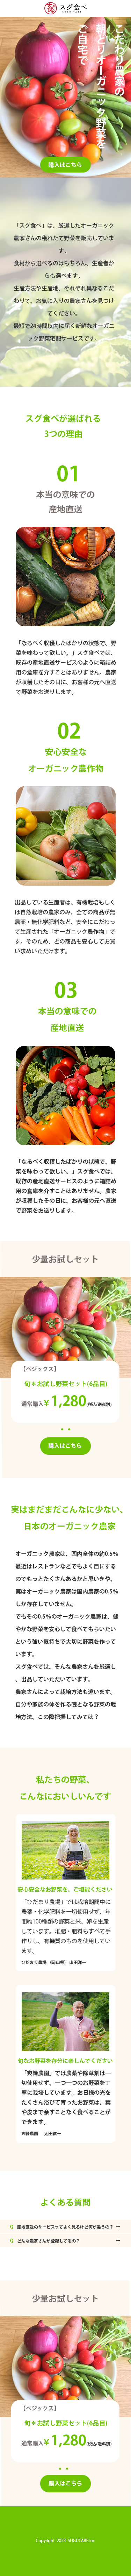 スグ食べ
こだわり農家の
朝どりオーガニック野菜を
ご自宅で
購入はこちら
「スグ食べ」は、厳選したオーガニック
農家さんの穫れたて野菜を販売していま
す。
食材から選べるのはもちろん、生産者か
らも選べます。
生産方法や生産地、それぞれ異なるこだ
わりで、お気に入りの農家さんを見つけ
てください。
最短で24時間以内に届く新鮮なオーガニ
ック野菜宅配サービスです。
スグ食べが選ばれる
3つの理由
01
本当の意味での
産地直送
「なるべく収穫したばかりの状態で、野
菜を味わって欲しい。」スグ食べでは、
既存の産地直送サービスのように箱詰め
用の倉庫を介すことはありません。農家
が収穫したその日に、お客様の元へ直送
で野菜をお送りします。
02
安心安全な
オーガニック農作物
出品している生産者は、有機栽培もしく
は自然栽培の農家のみ。全ての商品が無
農薬・無化学肥料など、安全にこだわっ
て生産された「オーガニック農作物」で
す。そのため、どの商品も安心してお買
い求めいただけます。
03
本当の意味での
産地直送
「なるべく収穫したばかりの状態で、野
菜を味わって欲しい。」スグ食べでは、
既存の産地直送サービスのように箱詰め
用の倉庫を介すことはありません。農家
が収穫したその日に、お客様の元へ直送
で野菜をお送りします。
少量お試しセット
【ベジックス】
旬＊お試し野菜セット(6品目)
通常購入￥1,280(税込/送料別)
購入はこちら
実はまだまだこんなに少ない、
日本のオーガニック農家
オーガニック農家は、国内全体の約0.5%
最近はレストランなどでもよく目にする
のでもっとたくさんあるかと思いきや、
実はオーガニック農家は国内農家の0.5%
しか存在していません。
でもその0.5%のオーガニック農家は、健
やかな野菜を安心して食べてもらいたい
という強い気持ちで大切に野菜を作って
います。
スグ食べでは、そんな農家さんを厳選し
、出品していただいています。
農家さんによって栽培方法も違います。
自分や家族の体を作る礎となる野菜の栽
培方法、この際把握してみては？
私たちの野菜、
こんなにおいしいんです
安心安全なお野菜を、ご堪能ください
「ひだまり農場」では栽培期間中に
農薬・化学肥料を一切使用せず、年
間約100種類の野菜と米、卵を生産
しています。堆肥・肥料もすべて手
作りし、有機質のものを使用してい
ます。
ひだまり農場 （岡山県） 山田洋一
旬なお野菜を存分に楽しんでください
「興緑農園」では農薬や除草剤は一
切使用せず、一つ一つのお野菜を丁
寧に栽培しています。お日様の光を
たくさん浴びて育ったお野菜は、葉
や皮まで余すことなく食べることが
できます。
興緑農園 太田紘一
よくある質問
Q 産地直送のサービスってよく見るけど何が違うの？ ＋
Q どんな農家さんが登録してるの？ ＋
少量お試しセット
【ベジックス】
旬＊お試し野菜セット(6品目)
通常購入￥1,280(税込/送料別)
購入はこちら
Copyright 2023 SUGUTABE.Inc